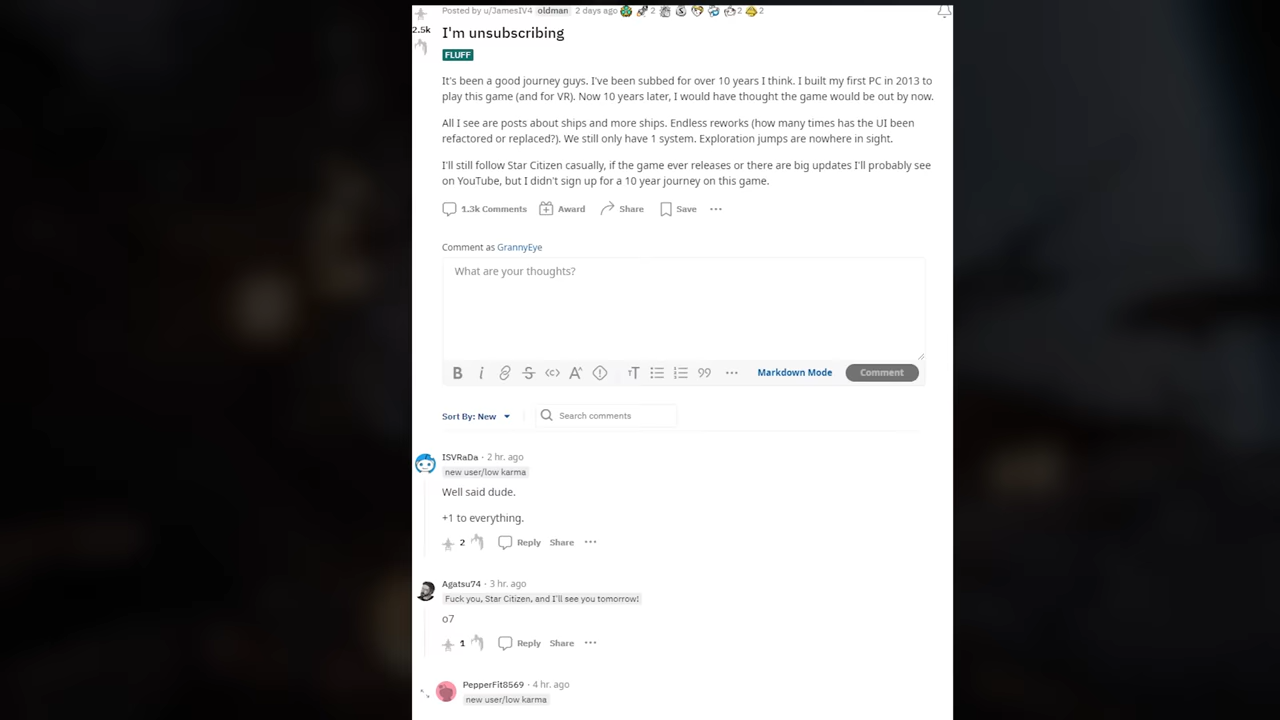 Posted by u/JamesIV4 oldman 2 days ago 2 2 2
2.5k
I'm unsubscribing
FLUFF
It's been a good journey guys. I've been subbed for over 10 years I think. I built my first PC in 2013 to
play this game (and for VR). Now 10 years later, I would have thought the game would be out by now.
All I see are posts about ships and more ships. Endless reworks (how many times has the UI been
refactored or replaced?). We still only have 1 system. Exploration jumps are nowhere in sight.
I'll still follow Star Citizen casually, if the game ever releases or there are big updates I'll probably see
on YouTube, but I didn't sign up for a 10 year journey on this game.
1.3k Comments Award Share Save
Comment as GrannyEye
What are your thoughts?
Markdown Mode Comment
Sort By: New Search comments
ISVRaDa · 2 hr. ago
new user/low karma
Well said dude.
+1 to everything.
2 Reply Share
Agatsu74 · 3 hr. ago
Fuck you, Star Citizen, and I'll see you tomorrow!
o7
1 Reply Share
PepperFit8569 · 4 hr. ago
new user/low karma